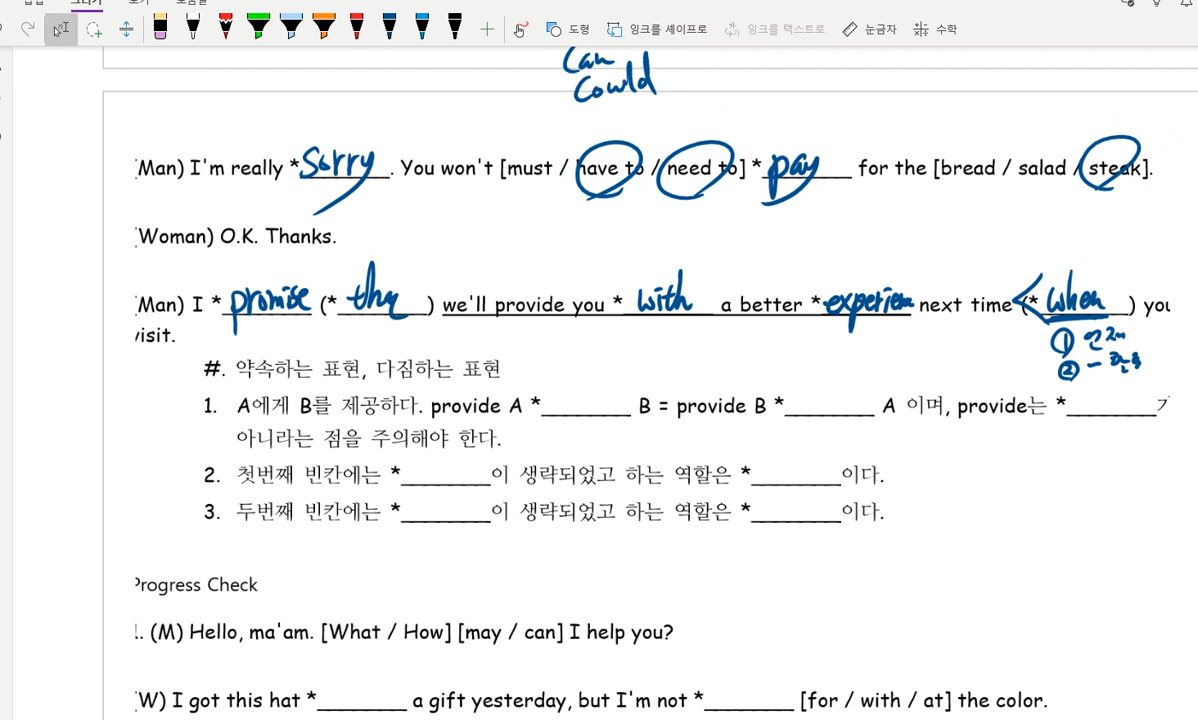 도형 잉크를 셰이프로 잉크를 텍스트로 눈금자 수학
Can
Could
Man) I'm really *sorry. You won't [must / have to / need to] *pay for the [bread / salad / steak].
Woman) O.K. Thanks.
Man) I *promise (*that) we'll provide you *with a better * next time (*when) you
visit.
① 언제
②
#. 약속하는 표현, 다짐하는 표현
1. A에게 B를 제공하다. provide A *________ B = provide B *________ A 이며, provide는 *________
아니라는 점을 주의해야 한다.
2. 첫번째 빈칸에는 *________이 생략되었고 하는 역할은 *________이다.
3. 두번째 빈칸에는 *________이 생략되었고 하는 역할은 *________이다.
Progress Check
1. (M) Hello, ma'am. [What / How] [may / can] I help you?
W) I got this hat *________ a gift yesterday, but I'm not *________ [for / with / at] the color.